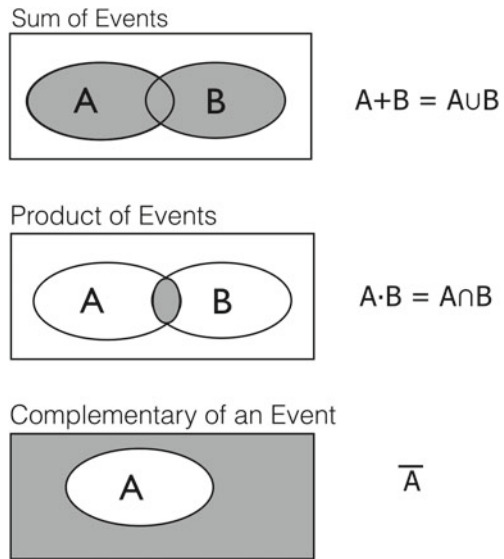 Sum of Events
A B
A+B = A∪B
Product of Events
A B
A·B = A∩B
Complementary of an Event
A
A̅